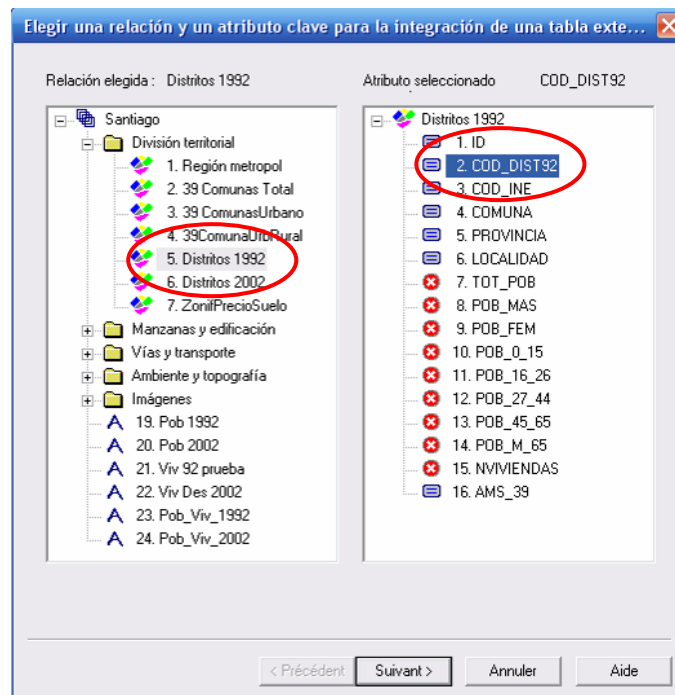 Elegir una relación y un atributo clave para la integración de una tabla exte...
Relación elegida : Distritos 1992
Atributo seleccionado COD_DIST92
Santiago
División territorial
1. Región metropol
2. 39 Comunas Total
3. 39 ComunasUrbano
4. 39ComunaUrbRural
5. Distritos 1992
6. Distritos 2002
7. ZonifPrecioSuelo
Manzanas y edificación
Vías y transporte
Ambiente y topografía
Imágenes
19. Pob 1992
20. Pob 2002
21. Viv 92 prueba
22. Viv Des 2002
23. Pob_Viv_1992
24. Pob_Viv_2002
Distritos 1992
1. ID
2. COD_DIST92
3. COD_INE
4. COMUNA
5. PROVINCIA
6. LOCALIDAD
7. TOT_POB
8. POB_MAS
9. POB_FEM
10. POB_0_15
11. POB_16_26
12. POB_27_44
13. POB_45_65
14. POB_M_65
15. NVIVIENDAS
16. AMS_39
< Précédent
Suivant >
Annuler
Aide